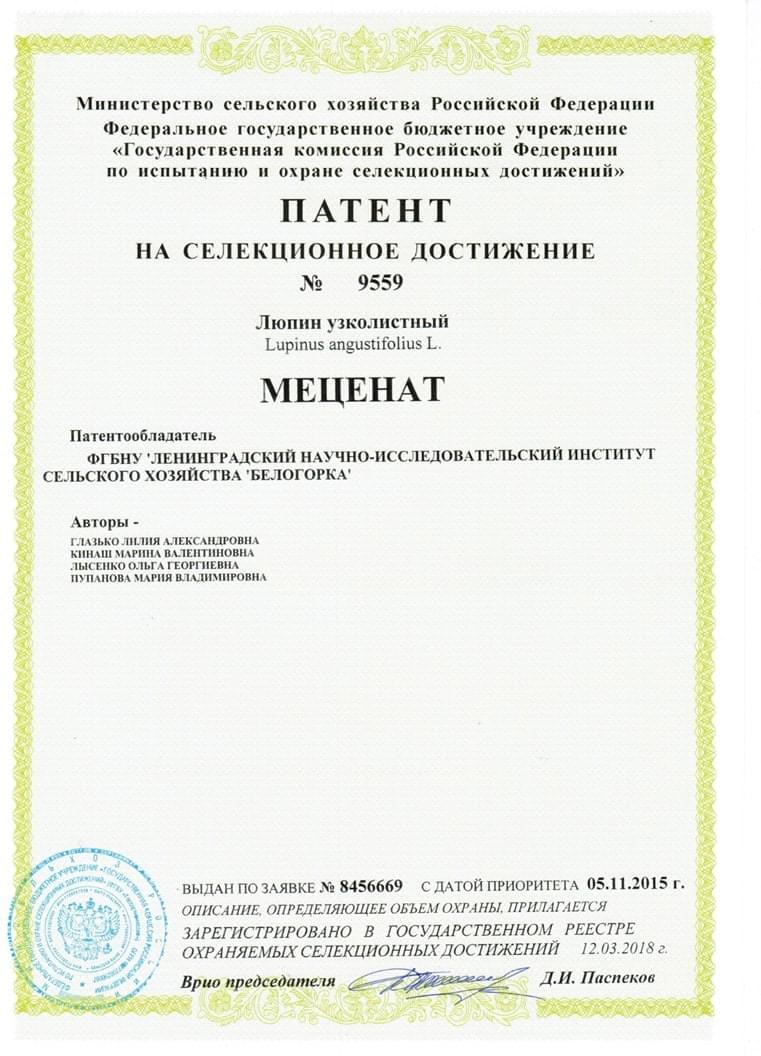 Министерство сельского хозяйства Российской Федерации
Федеральное государственное бюджетное учреждение
«Государственная комиссия Российской Федерации
по испытанию и охране селекционных достижений»
ПАТЕНТ
НА СЕЛЕКЦИОННОЕ ДОСТИЖЕНИЕ
№ 9559
Люпин узколистный
Lupinus angustifolius L.
МЕЦЕНАТ
Патентообладатель
ФГБНУ 'ЛЕНИНГРАДСКИЙ НАУЧНО-ИССЛЕДОВАТЕЛЬСКИЙ ИНСТИТУТ
СЕЛЬСКОГО ХОЗЯЙСТВА 'БЕЛОГОРКА'
Авторы -
ГЛАЗЬКО ЛИЛИЯ АЛЕКСАНДРОВНА
КИНАШ МАРИНА ВАЛЕНТИНОВНА
ЛЫСЕНКО ОЛЬГА ГЕОРГИЕВНА
ПУПАНОВА МАРИЯ ВЛАДИМИРОВНА
ВЫДАН ПО ЗАЯВКЕ № 8456669 С ДАТОЙ ПРИОРИТЕТА 05.11.2015 г.
ОПИСАНИЕ, ОПРЕДЕЛЯЮЩЕЕ ОБЪЕМ ОХРАНЫ, ПРИЛАГАЕТСЯ
ЗАРЕГИСТРИРОВАНО В ГОСУДАРСТВЕННОМ РЕЕСТРЕ
ОХРАНЯЕМЫХ СЕЛЕКЦИОННЫХ ДОСТИЖЕНИЙ 12.03.2018 г.
Врио председателя Д.И. Паспеков